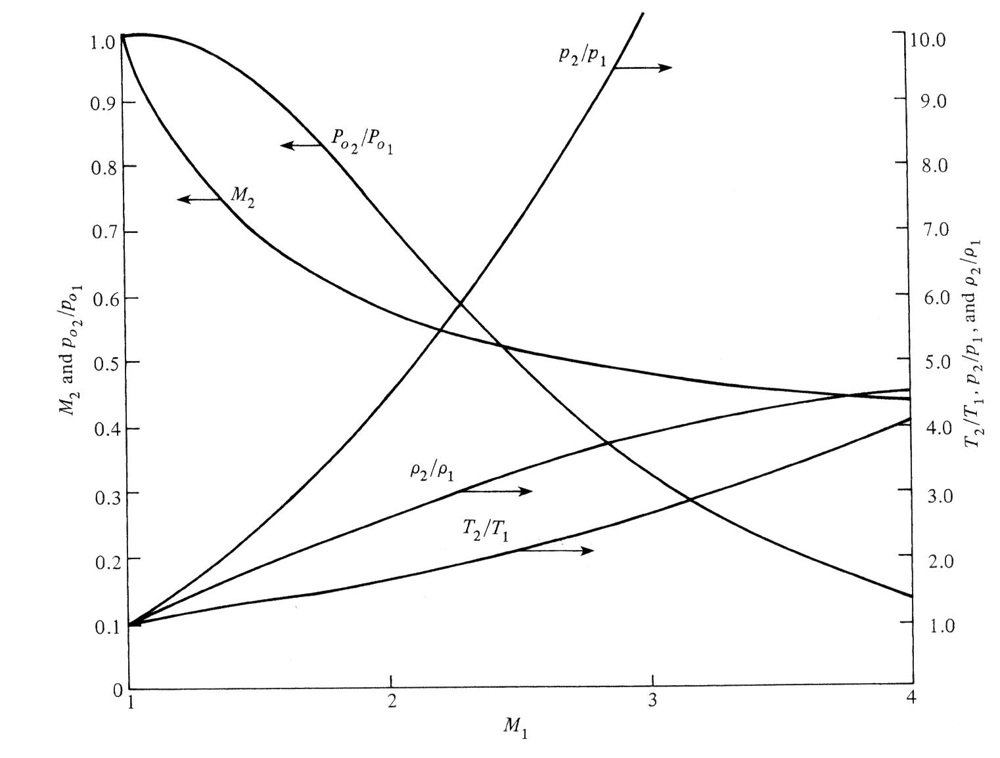 1.0
0.9
0.8
0.7
0.6
0.5
0.4
0.3
0.2
0.1
0
M₂ and pₒ₂/pₒ₁
10.0
9.0
8.0
7.0
6.0
5.0
4.0
3.0
2.0
1.0
T₂/T₁, p₂/p₁, and ρ₂/ρ₁
p₂/p₁
Pₒ₂/Pₒ₁
M₂
ρ₂/ρ₁
T₂/T₁
1 2 3 4
M₁